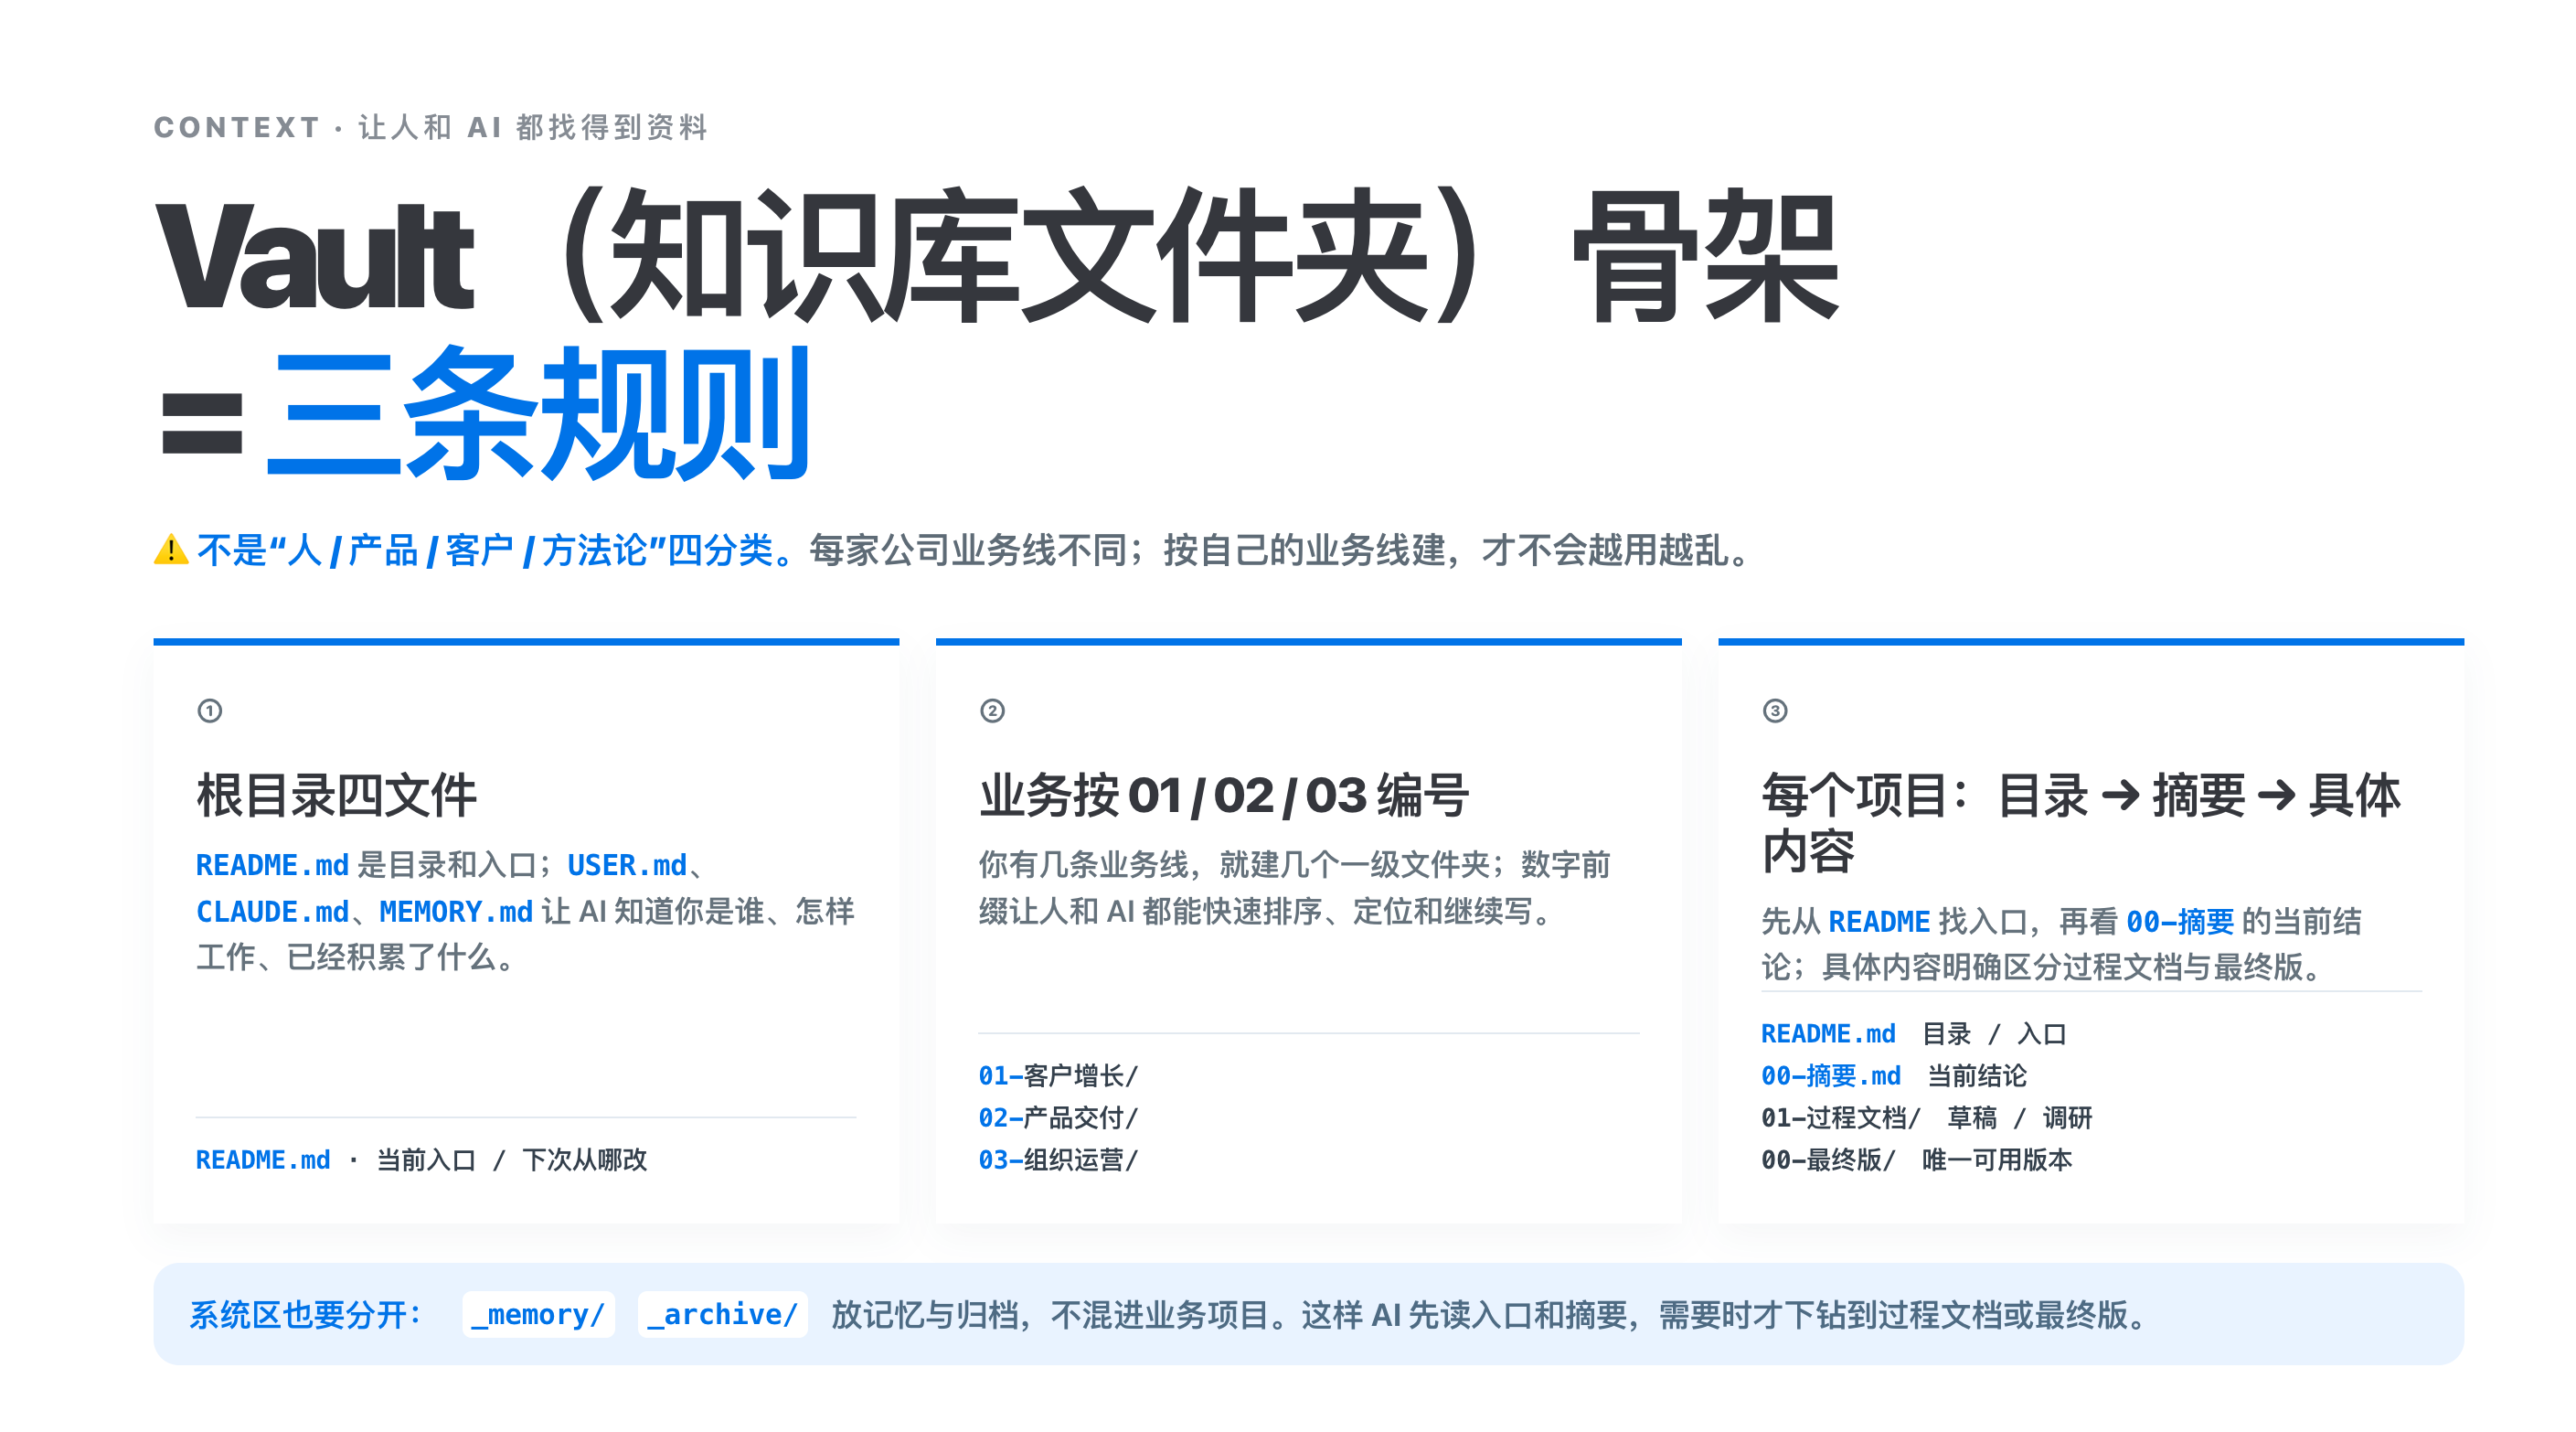 CONTEXT · 让人和 AI 都找得到资料
Vault（知识库文件夹）骨架
=三条规则
⚠️ 不是“人 / 产品 / 客户 / 方法论”四分类。每家公司业务线不同；按自己的业务线建，才不会越用越乱。
①
根目录四文件
README.md 是目录和入口；USER.md、
CLAUDE.md、MEMORY.md 让 AI 知道你是谁、怎样
工作、已经积累了什么。
README.md · 当前入口 / 下次从哪改
②
业务按 01 / 02 / 03 编号
你有几条业务线，就建几个一级文件夹；数字前
缀让人和 AI 都能快速排序、定位和继续写。
01-客户增长/
02-产品交付/
03-组织运营/
③
每个项目：目录 → 摘要 → 具体
内容
先从 README 找入口，再看 00-摘要 的当前结
论；具体内容明确区分过程文档与最终版。
README.md 目录 / 入口
00-摘要.md 当前结论
01-过程文档/ 草稿 / 调研
00-最终版/ 唯一可用版本
系统区也要分开： _memory/ _archive/ 放记忆与归档，不混进业务项目。这样 AI 先读入口和摘要，需要时才下钻到过程文档或最终版。